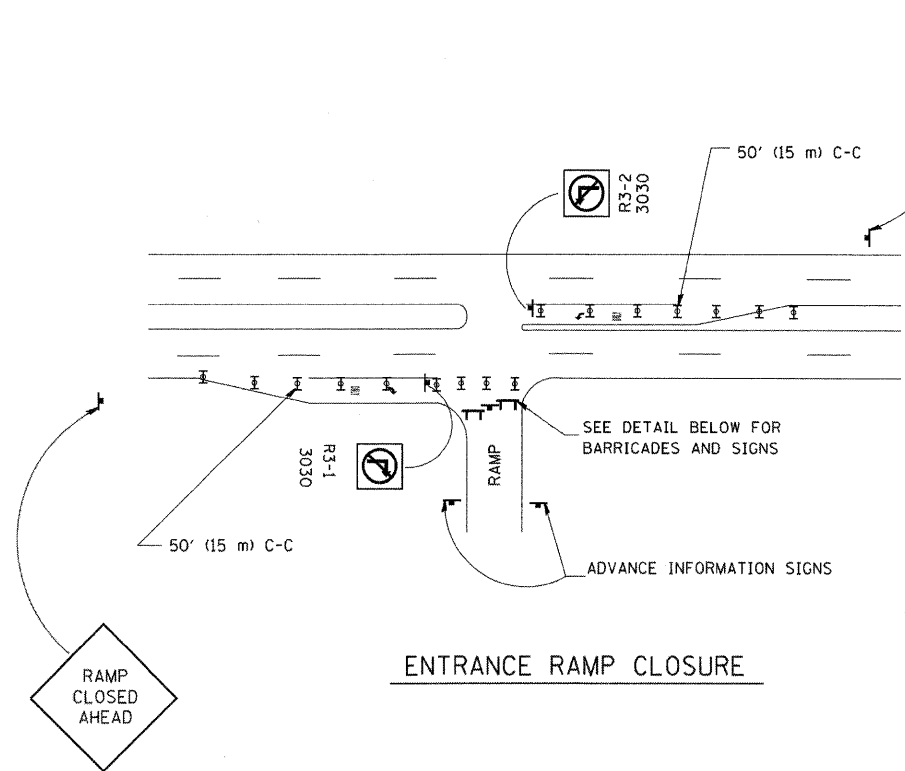 50' (15 m) C-C
R3-2
3030
SEE DETAIL BELOW FOR
BARRICADES AND SIGNS
RAMP
R3-1
3030
50' (15 m) C-C
ADVANCE INFORMATION SIGNS
ENTRANCE RAMP CLOSURE
RAMP
CLOSED
AHEAD